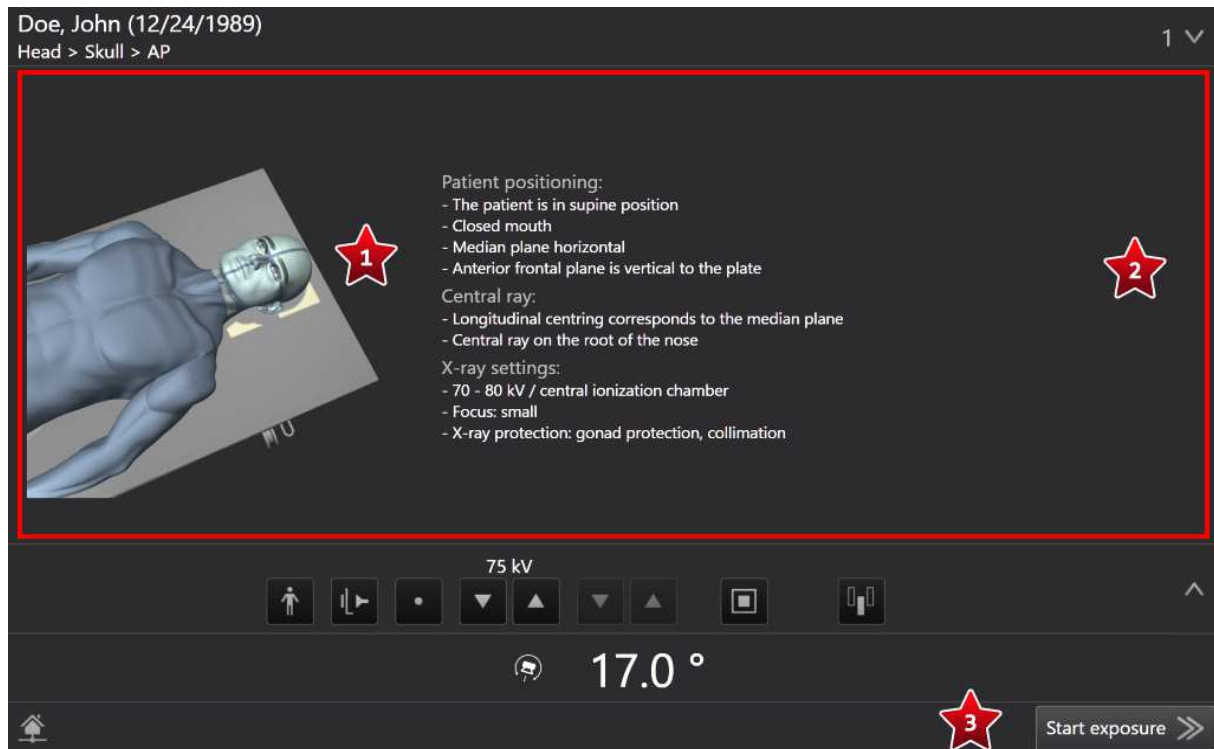 Doe, John (12/24/1989)
Head > Skull > AP
1
Patient positioning:
- The patient is in supine position
- Closed mouth
- Median plane horizontal
- Anterior frontal plane is vertical to the plate
Central ray:
- Longitudinal centring corresponds to the median plane
- Central ray on the root of the nose
X-ray settings:
- 70 - 80 kV / central ionization chamber
- Focus: small
- X-ray protection: gonad protection, collimation
1
2
75 kV
17.0 °
3
Start exposure